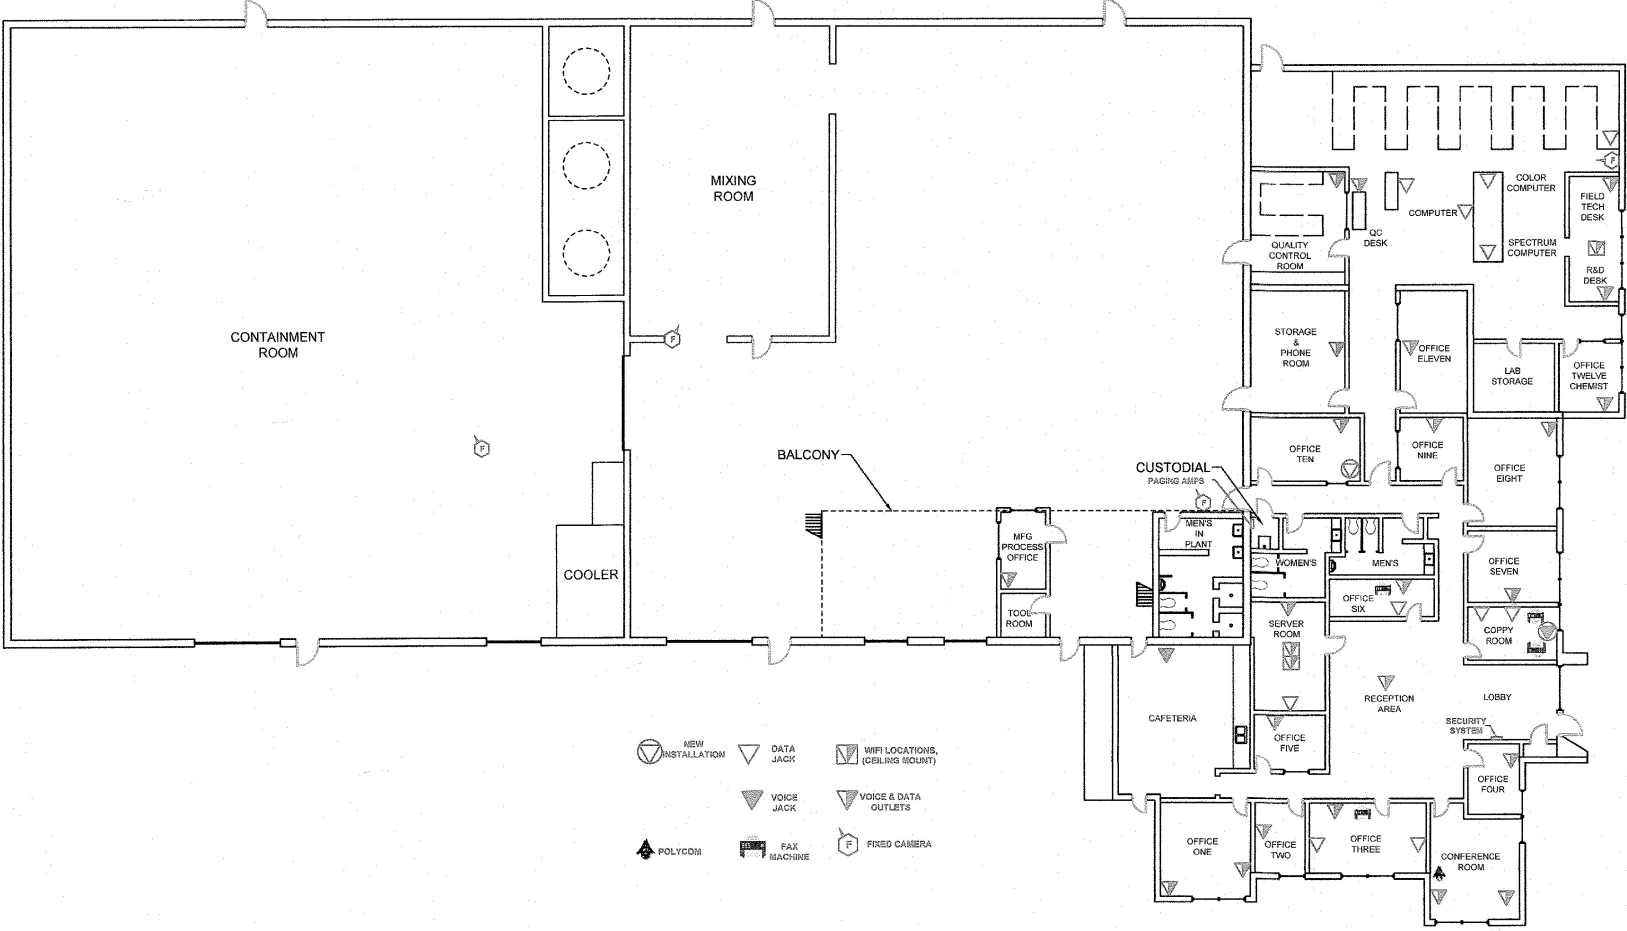 MIXING
ROOM
CONTAINMENT
ROOM
COOLER
BALCONY
CUSTODIAL
PAGING AMPS
MFG
PROCESS
OFFICE
TOOL
ROOM
MEN'S
IN
PLANT
WOMEN'S
MEN'S
QUALITY
CONTROL
ROOM
QC
DESK
COMPUTER
COLOR
COMPUTER
SPECTRUM
COMPUTER
FIELD
TECH
DESK
R&D
DESK
STORAGE
&
PHONE
ROOM
OFFICE
ELEVEN
LAB
STORAGE
OFFICE
TWELVE
CHEMIST
OFFICE
TEN
OFFICE
NINE
OFFICE
EIGHT
OFFICE
SEVEN
OFFICE
SIX
COPPY
ROOM
SERVER
ROOM
RECEPTION
AREA
LOBBY
SECURITY
SYSTEM
CAFETERIA
OFFICE
FIVE
OFFICE
FOUR
OFFICE
ONE
OFFICE
TWO
OFFICE
THREE
CONFERENCE
ROOM
F
F
F
F
NEW
INSTALLATION
DATA
JACK
WIFI LOCATIONS,
(CEILING MOUNT)
VOICE
JACK
VOICE & DATA
OUTLETS
POLYCOM
FAX
MACHINE
F
FIXED CAMERA